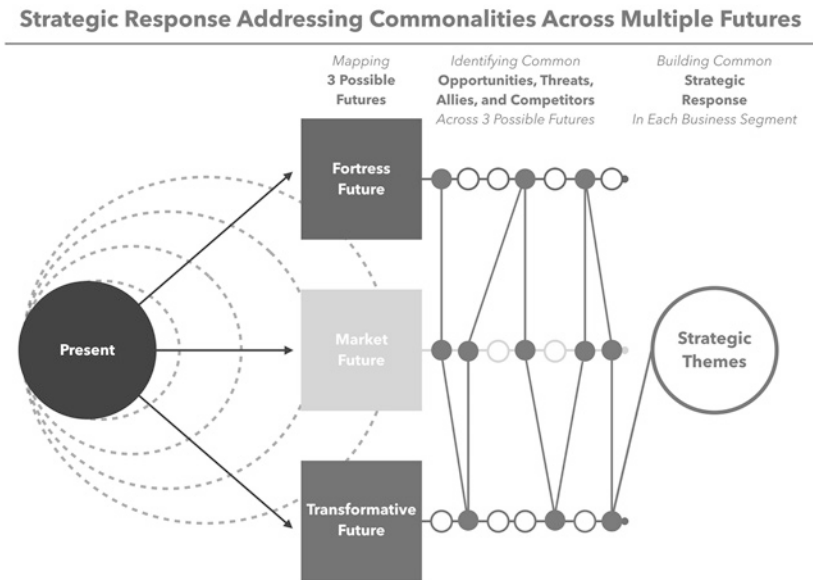 Strategic Response Addressing Commonalities Across Multiple Futures
Mapping
3 Possible
Futures
Identifying Common
Opportunities, Threats,
Allies, and Competitors
Across 3 Possible Futures
Building Common
Strategic
Response
In Each Business Segment
Fortress
Future
Present
Market
Future
Strategic
Themes
Transformative
Future